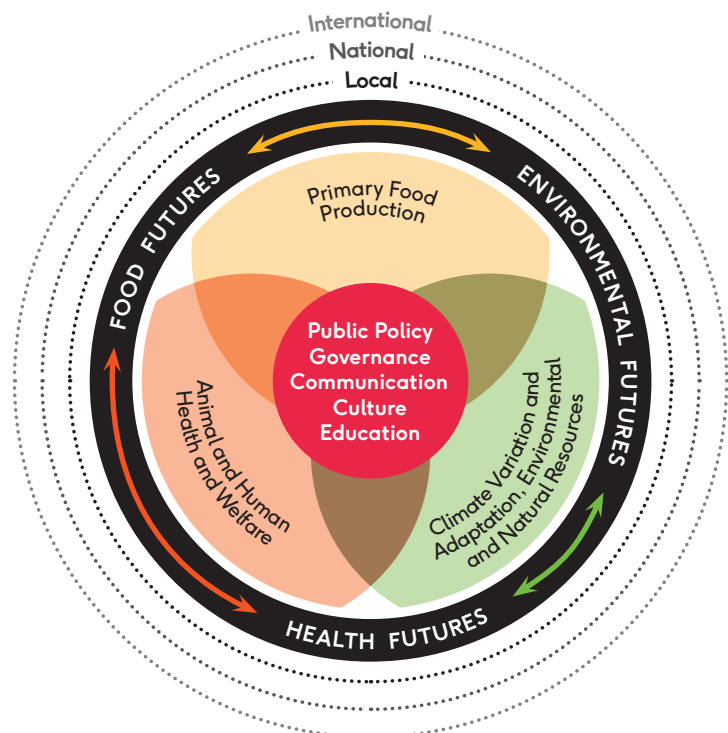 International
National
Local
FOOD FUTURES
ENVIRONMENTAL FUTURES
Primary Food
Production
Public Policy
Governance
Communication
Culture
Education
Animal and Human
Health and Welfare
Climate Variation and
Adaptation, Environmental
and Natural Resources
HEALTH FUTURES